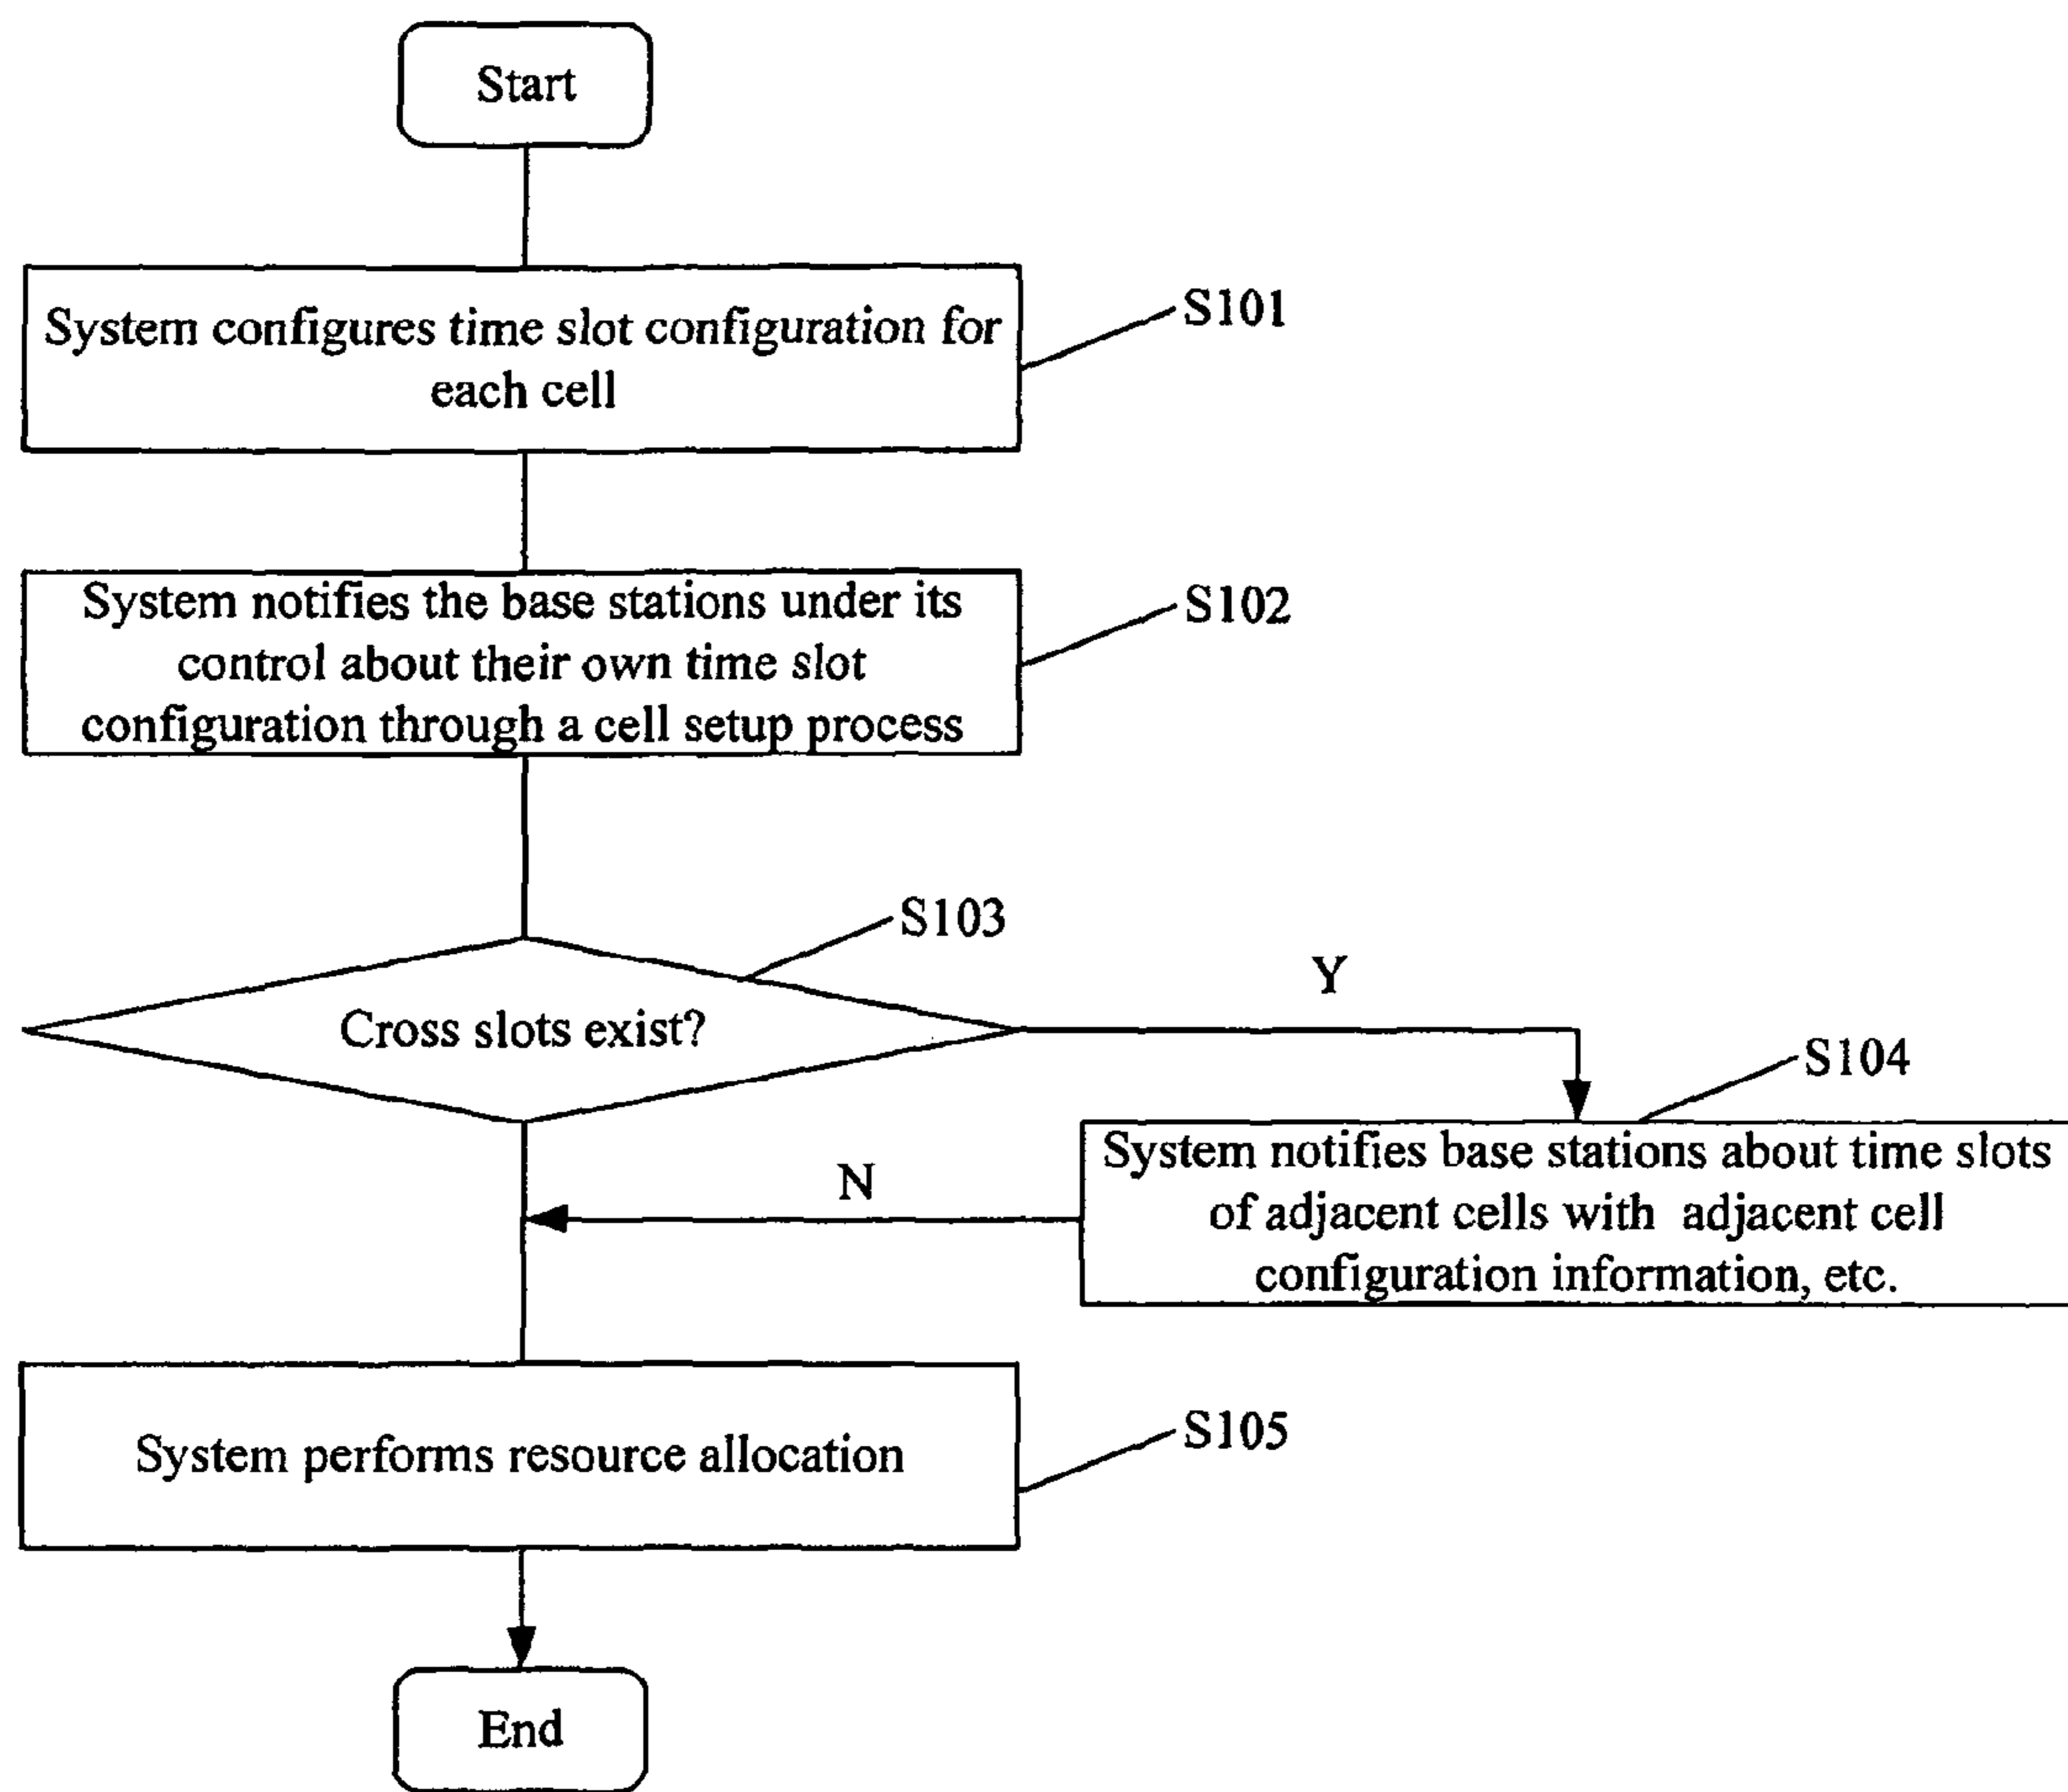 Start
System configures time slot configuration for
each cell
S101
System notifies the base stations under its
control about their own time slot
configuration through a cell setup process
S102
S103
Cross slots exist?
Y
S104
System notifies base stations about time slots
of adjacent cells with adjacent cell
configuration information, etc.
N
System performs resource allocation
S105
End